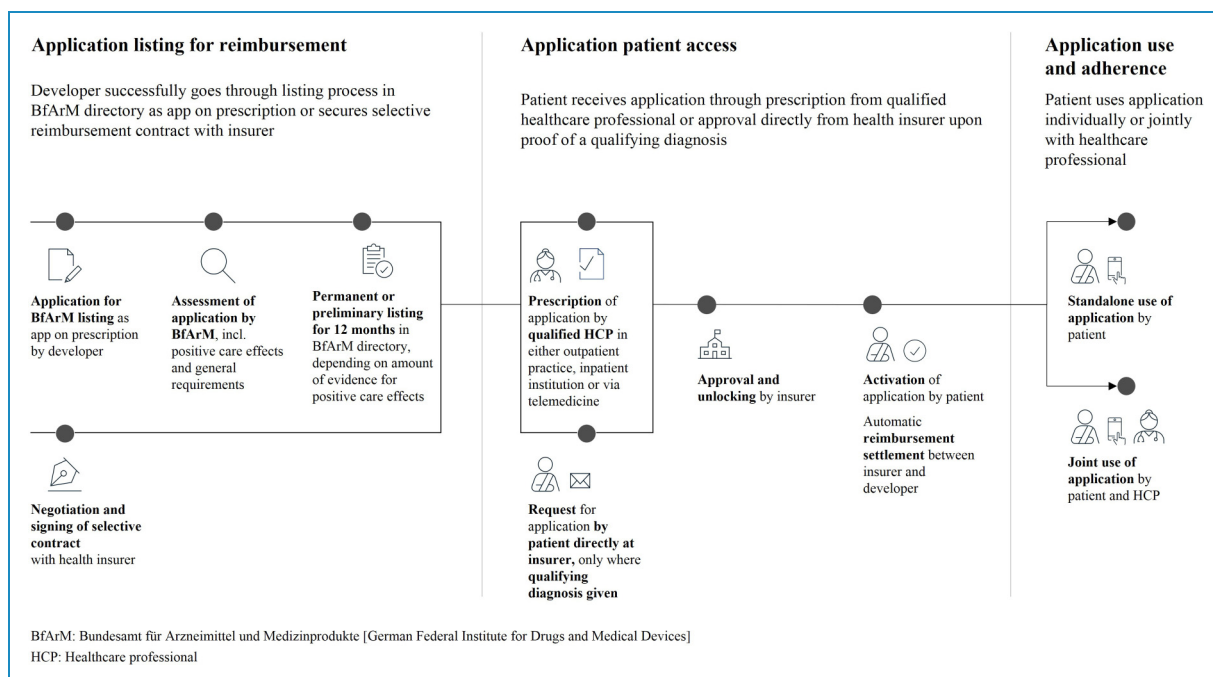 Application listing for reimbursement
Developer successfully goes through listing process in
BfArM directory as app on prescription or secures selective
reimbursement contract with insurer
Application for
BfArM listing as
app on prescription
by developer
Assessment of
application by
BfArM, incl.
positive care effects
and general
requirements
Permanent or
preliminary listing
for 12 months in
BfArM directory,
depending on amount
of evidence for
positive care effects
Negotiation and
signing of selective
contract
with health insurer
Application patient access
Patient receives application through prescription from qualified
healthcare professional or approval directly from health insurer upon
proof of a qualifying diagnosis
Prescription of
application by
qualified HCP in
either outpatient
practice, inpatient
institution or via
telemedicine
Request for
application by
patient directly at
insurer, only where
qualifying
diagnosis given
Approval and
unlocking by insurer
Activation of
application by patient
Automatic
reimbursement
settlement between
insurer and
developer
Application use
and adherence
Patient uses application
individually or jointly
with healthcare
professional
Standalone use of
application by
patient
Joint use of
application by
patient and HCP
BfArM: Bundesamt für Arzneimittel und Medizinprodukte [German Federal Institute for Drugs and Medical Devices]
HCP: Healthcare professional